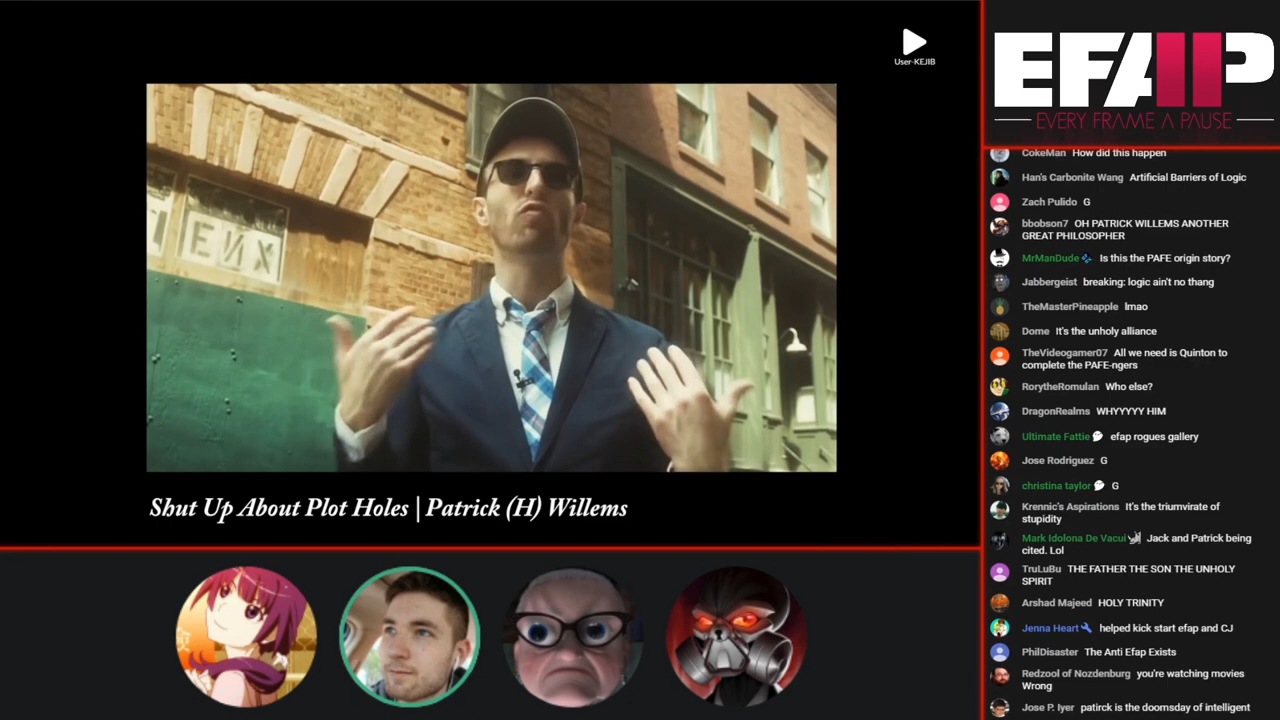 User-KEJIB
Shut Up About Plot Holes | Patrick (H) Willems
EFAP
EVERY FRAME A PAUSE
CokeMan How did this happen
Han's Carbonite Wang Artificial Barriers of Logic
Zach Pulido G
bbobson7 OH PATRICK WILLEMS ANOTHER
GREAT PHILOSOPHER
MrManDude Is this the PAFE origin story?
Jabbergeist breaking: logic ain't no thang
TheMasterPineapple lmao
Dome It's the unholy alliance
TheVideogamer07 All we need is Quinton to
complete the PAFE-ngers
RorytheRomulan Who else?
DragonRealms WHYYYYY HIM
Ultimate Fattie efap rogues gallery
Jose Rodriguez G
christina taylor G
Krennic's Aspirations It's the triumvirate of
stupidity
Mark Idolona De Vacui Jack and Patrick being
cited. Lol
TruLuBu THE FATHER THE SON THE UNHOLY
SPIRIT
Arshad Majeed HOLY TRINITY
Jenna Heart helped kick start efap and CJ
PhilDisaster The Anti Efap Exists
Redzool of Nozdenburg you're watching movies
Wrong
Jose P. Iyer patirck is the doomsday of intelligent